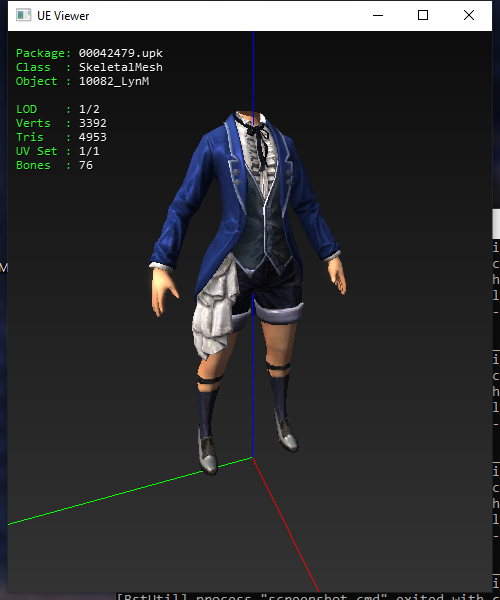 UE Viewer
Package: 00042479.upk
Class  : SkeletalMesh
Object : 10082_LynM
LOD    : 1/2
Verts  : 3392
Tris   : 4953
UV Set : 1/1
Bones  : 76
M
i
c
h
l
-
i
c
h
l
-
i
c
h
l
-
i
[BstUtil] process "screenshot.cmd" exited with c